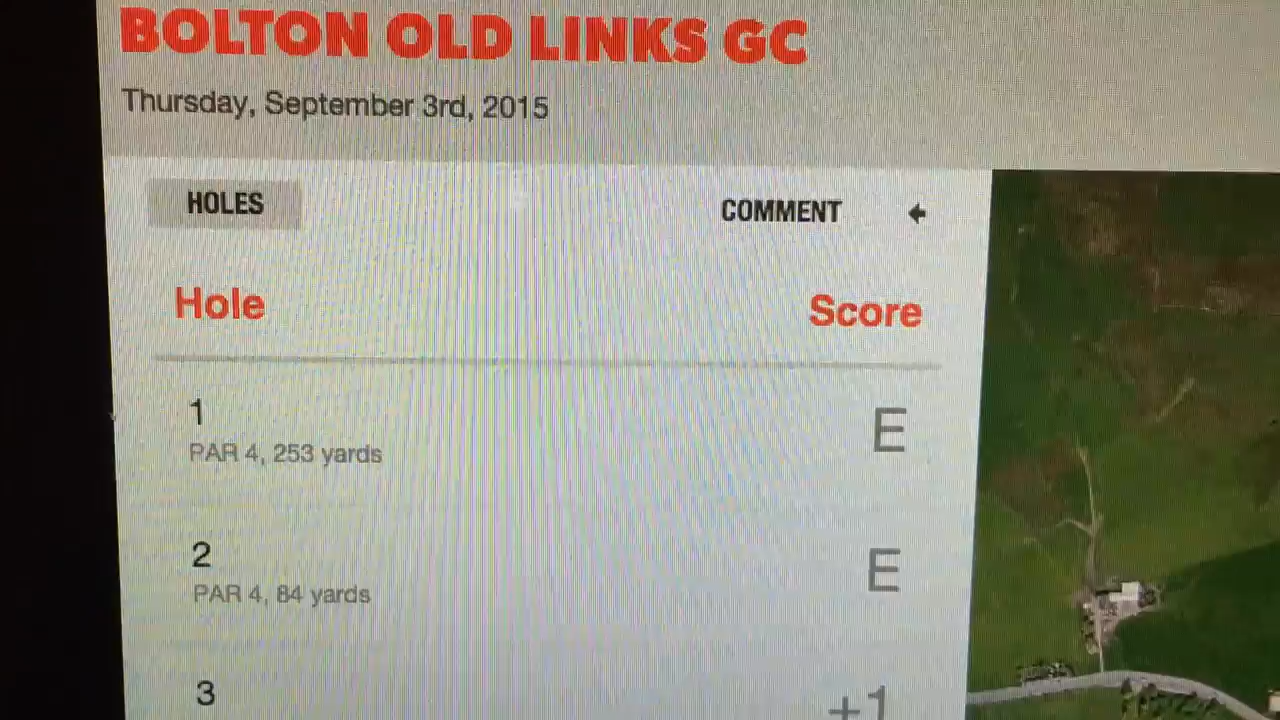 BOLTON OLD LINKS GC
Thursday, September 3rd, 2015
HOLES
COMMENT
Hole
Score
1
E
PAR 4, 253 yards
2
E
PAR 4, 84 yards
3
+1